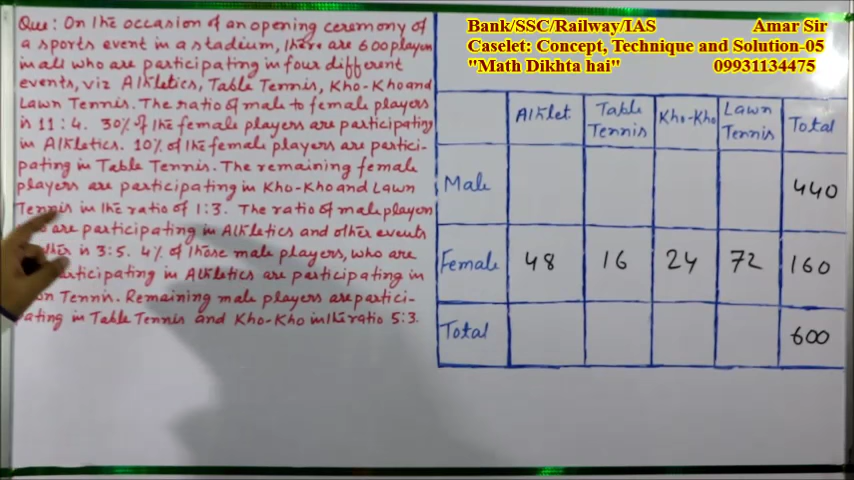 Bank/SSC/Railway/IAS Amar Sir
Caselet: Concept, Technique and Solution-05
"Math Dikhta hai" 09931134475
Que: On the occasion of an opening ceremony of
a sports event in a stadium, there are 600 players
in all who are participating in four different
events, viz Athletics, Table Tennis, Kho-Kho and
Lawn Tennis. The ratio of male to female players
is 11:4. 30% of the female players are participating
in Athletics. 10% of the female players are partici-
pating in Table Tennis. The remaining female
players are participating in Kho-Kho and Lawn
Tennis in the ratio of 1:3. The ratio of male players
are participating in Athletics and other events
is 3:5. 4% of those male players, who are
participating in Athletics are participating in
Tennis. Remaining male players are partici-
ating in Table Tennis and Kho-Kho in the ratio 5:3.
Athlet. Table Tennis Kho-Kho Lawn Tennis Total
Male 440
Female 48 16 24 72 160
Total 600